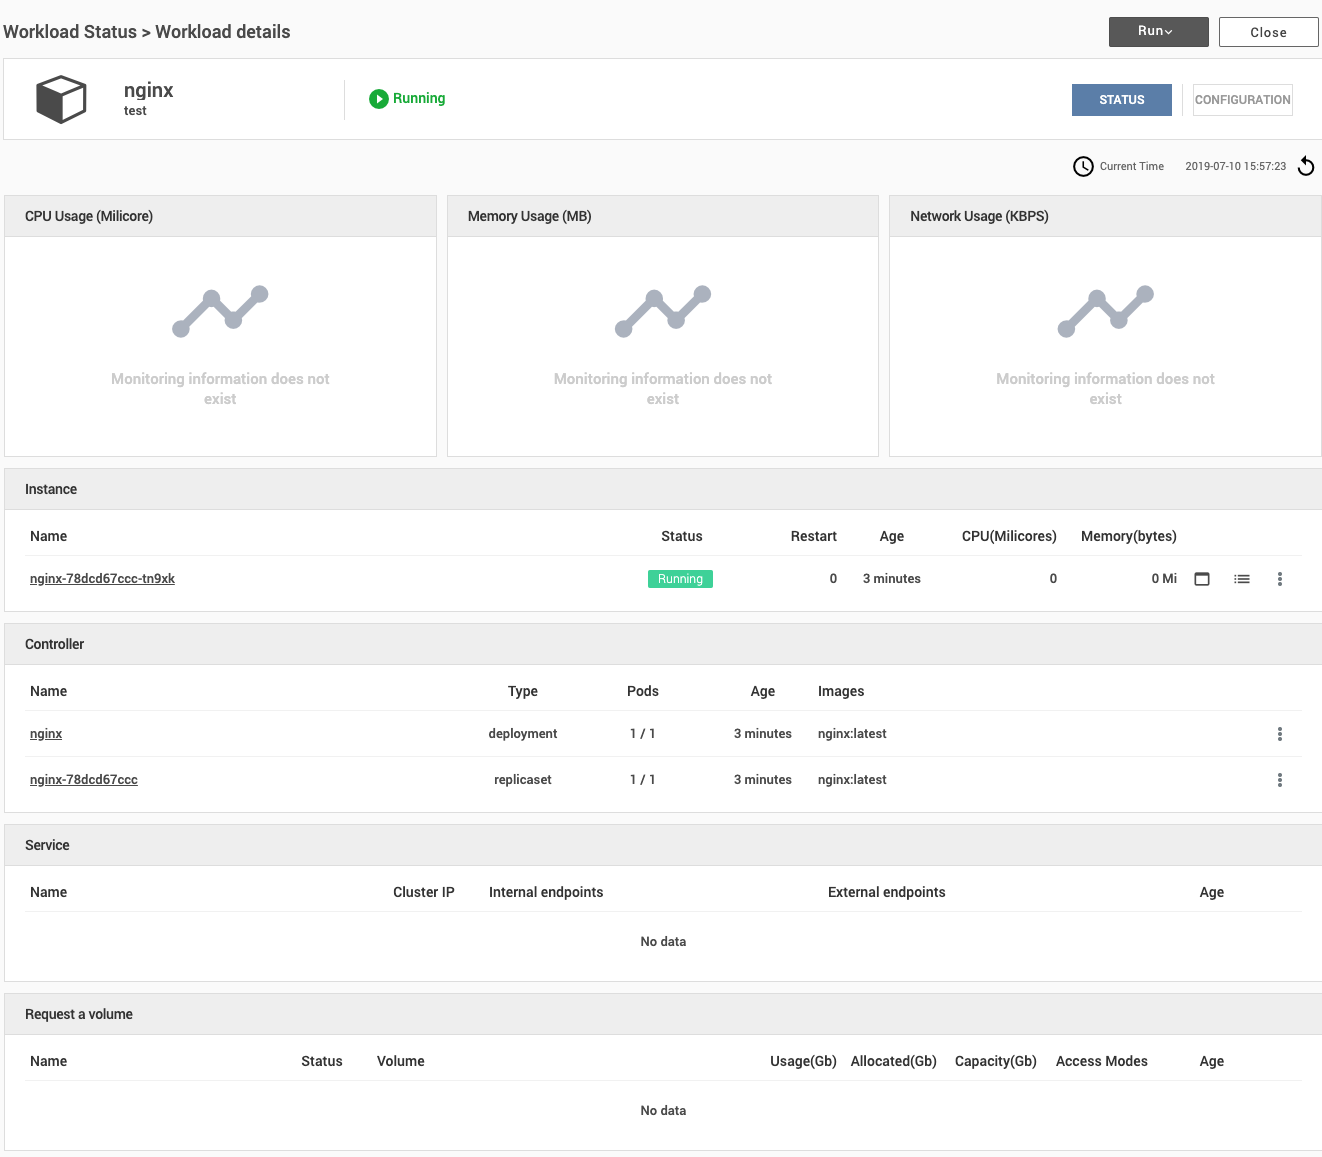 Workload Status > Workload details
Run
Close
nginx
test
Running
STATUS
CONFIGURATION
Current Time 2019-07-10 15:57:23
CPU Usage (Milicore)
Monitoring information does not
exist
Memory Usage (MB)
Monitoring information does not
exist
Network Usage (KBPS)
Monitoring information does not
exist
Instance
Name Status Restart Age CPU(Milicores) Memory(bytes)
nginx-78dcd67ccc-tn9xk Running 0 3 minutes 0 0 Mi
Controller
Name Type Pods Age Images
nginx deployment 1 / 1 3 minutes nginx:latest
nginx-78dcd67ccc replicaset 1 / 1 3 minutes nginx:latest
Service
Name Cluster IP Internal endpoints External endpoints Age
No data
Request a volume
Name Status Volume Usage(Gb) Allocated(Gb) Capacity(Gb) Access Modes Age
No data